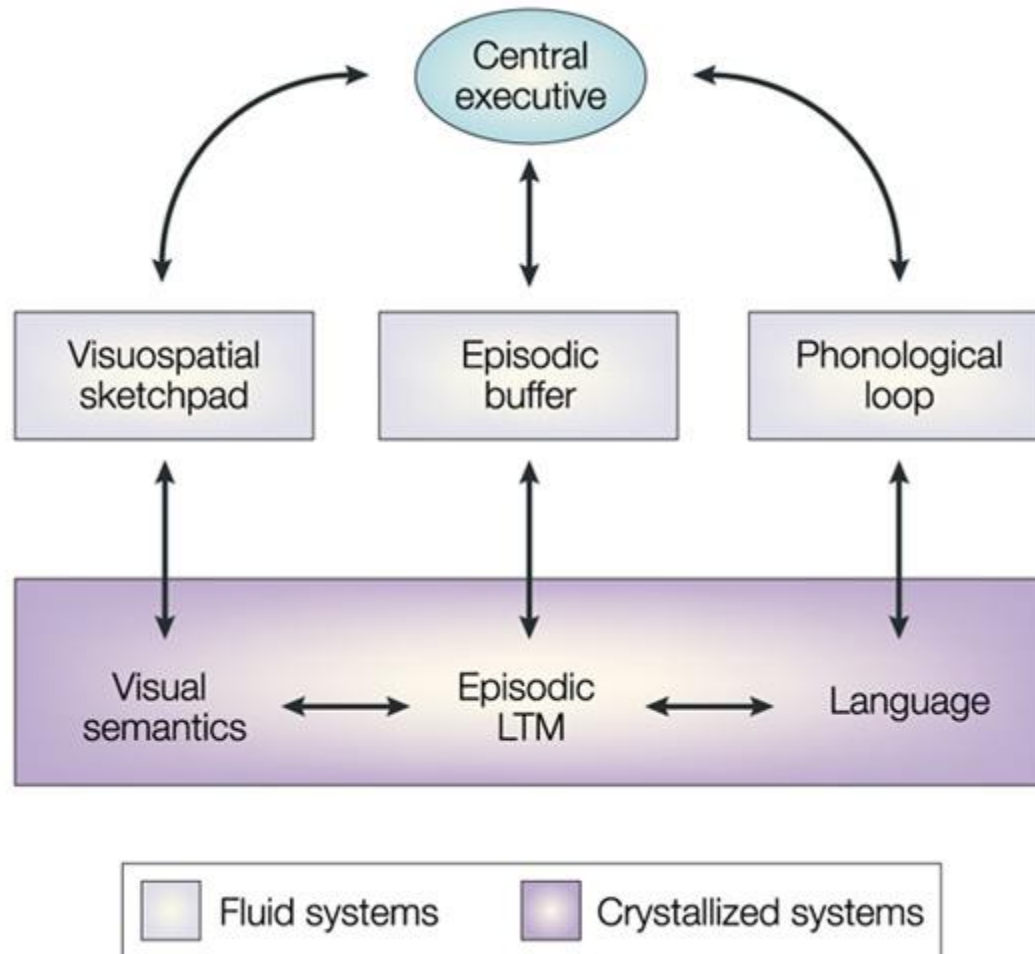 Central
executive
Visuospatial
sketchpad
Episodic
buffer
Phonological
loop
Visual
semantics
Episodic
LTM
Language
Fluid systems
Crystallized systems